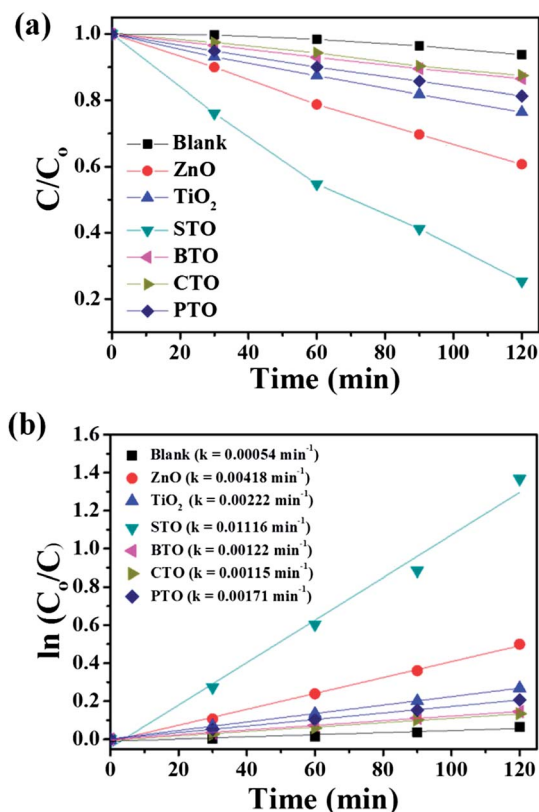 (a)
1.0
0.8
0.6
0.4
0.2
C/C₀
Blank
ZnO
TiO₂
STO
BTO
CTO
PTO
0 20 40 60 80 100 120
Time (min)
(b)
1.6
1.4
1.2
1.0
0.8
0.6
0.4
0.2
0.0
ln (C₀/C)
Blank (k = 0.00054 min⁻¹)
ZnO (k = 0.00418 min⁻¹)
TiO₂ (k = 0.00222 min⁻¹)
STO (k = 0.01116 min⁻¹)
BTO (k = 0.00122 min⁻¹)
CTO (k = 0.00115 min⁻¹)
PTO (k = 0.00171 min⁻¹)
0 20 40 60 80 100 120
Time (min)